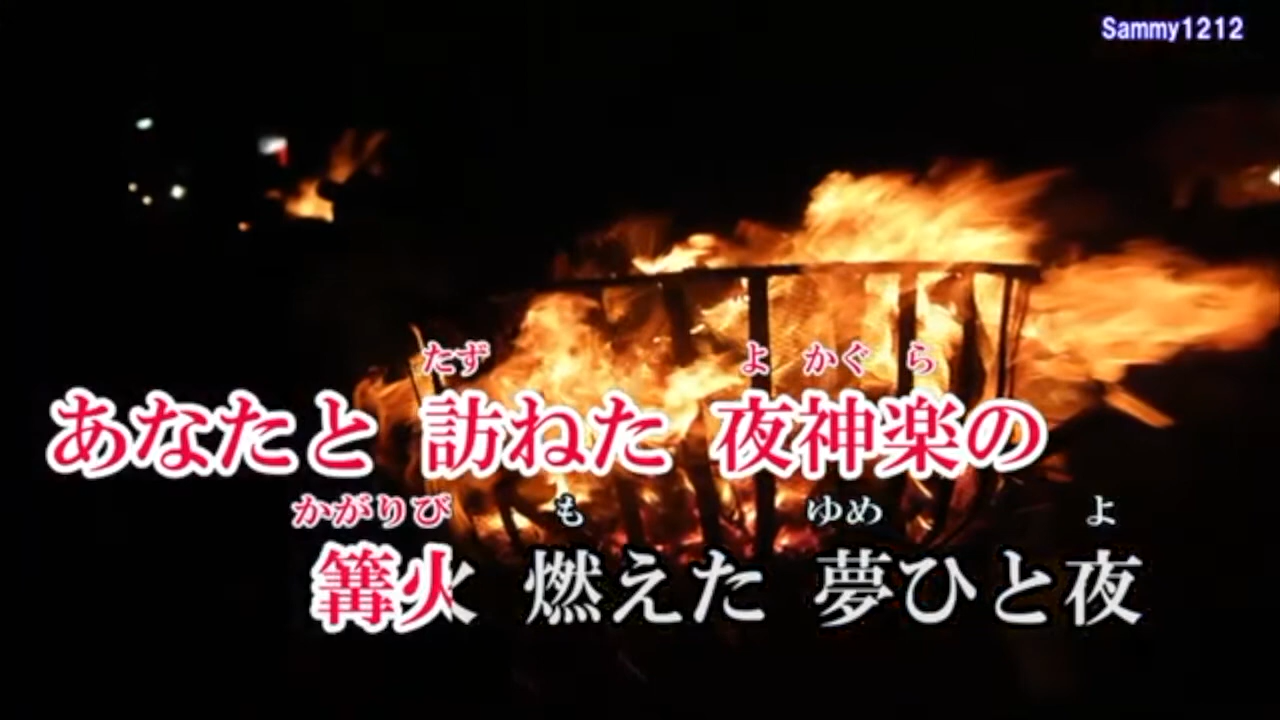 Sammy1212
たず よ かぐ ら
あなたと 訪ねた 夜神楽の
かがりび も ゆめ よ
篝火 燃えた 夢ひと夜